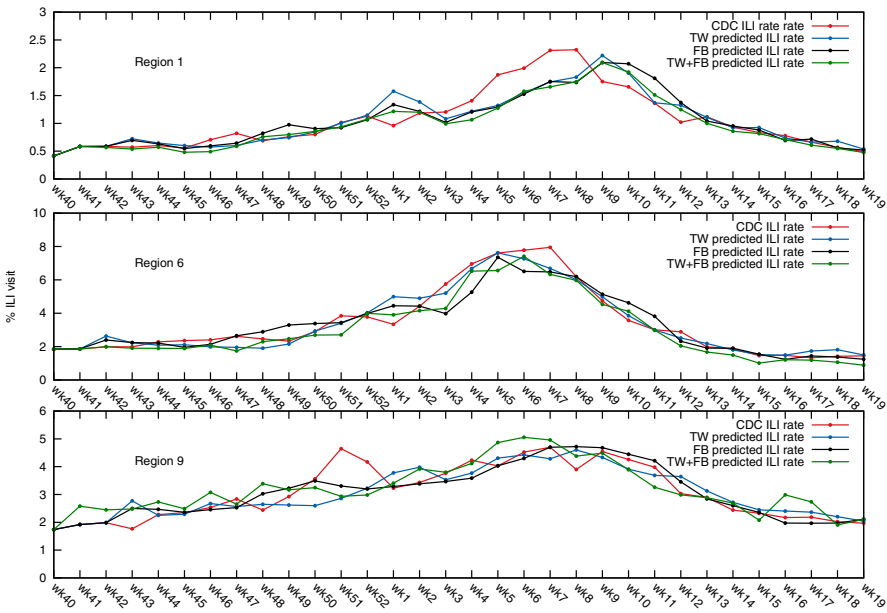 3
2.5
2
1.5
1
0.5
0
Region 1
CDC ILI rate rate
TW predicted ILI rate
FB predicted ILI rate
TW+FB predicted ILI rate
wk40 wk41 wk42 wk43 wk44 wk45 wk46 wk47 wk48 wk49 wk50 wk51 wk52 wk1 wk2 wk3 wk4 wk5 wk6 wk7 wk8 wk9 wk10 wk11 wk12 wk13 wk14 wk15 wk16 wk17 wk18 wk19
% ILI visit
10
8
6
4
2
0
Region 6
CDC ILI rate
TW predicted ILI rate
FB predicted ILI rate
TW+FB predicted ILI rate
wk40 wk41 wk42 wk43 wk44 wk45 wk46 wk47 wk48 wk49 wk50 wk51 wk52 wk1 wk2 wk3 wk4 wk5 wk6 wk7 wk8 wk9 wk10 wk11 wk12 wk13 wk14 wk15 wk16 wk17 wk18 wk19
6
5
4
3
2
1
0
Region 9
CDC ILI rate
TW predicted ILI rate
FB predicted ILI rate
TW+FB predicted ILI rate
wk40 wk41 wk42 wk43 wk44 wk45 wk46 wk47 wk48 wk49 wk50 wk51 wk52 wk1 wk2 wk3 wk4 wk5 wk6 wk7 wk8 wk9 wk10 wk11 wk12 wk13 wk14 wk15 wk16 wk17 wk18 wk19